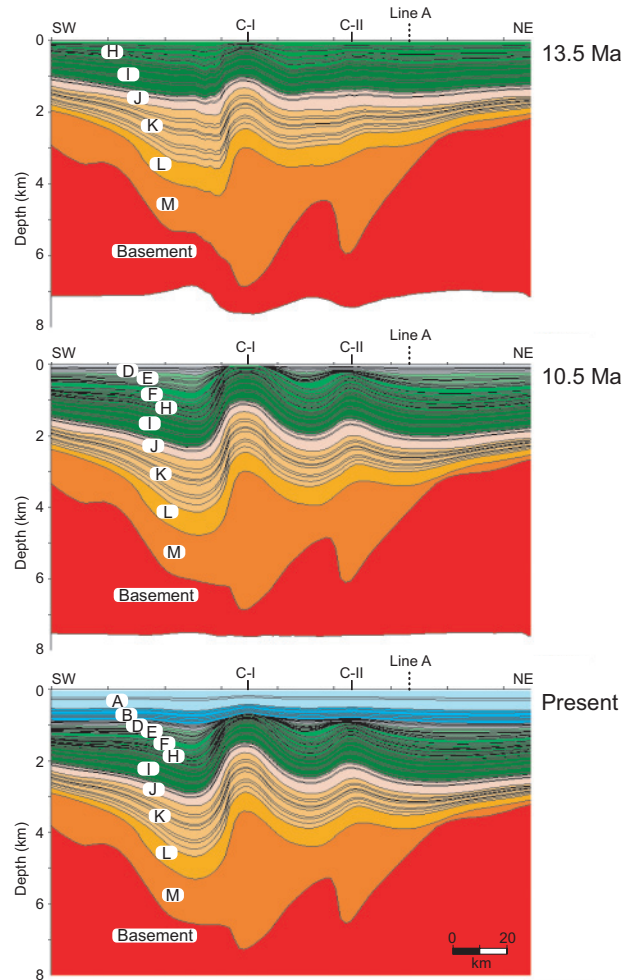 SW C-I C-II Line A NE
13.5 Ma
0
2
4
6
8
Depth (km)
H
I
J
K
L
M
Basement
SW C-I C-II Line A NE
10.5 Ma
0
2
4
6
8
Depth (km)
D
E
F
H
I
J
K
L
M
Basement
SW C-I C-II Line A NE
Present
0
2
4
6
8
Depth (km)
A
B
D
E
F
H
I
J
K
L
M
Basement
0 20
km